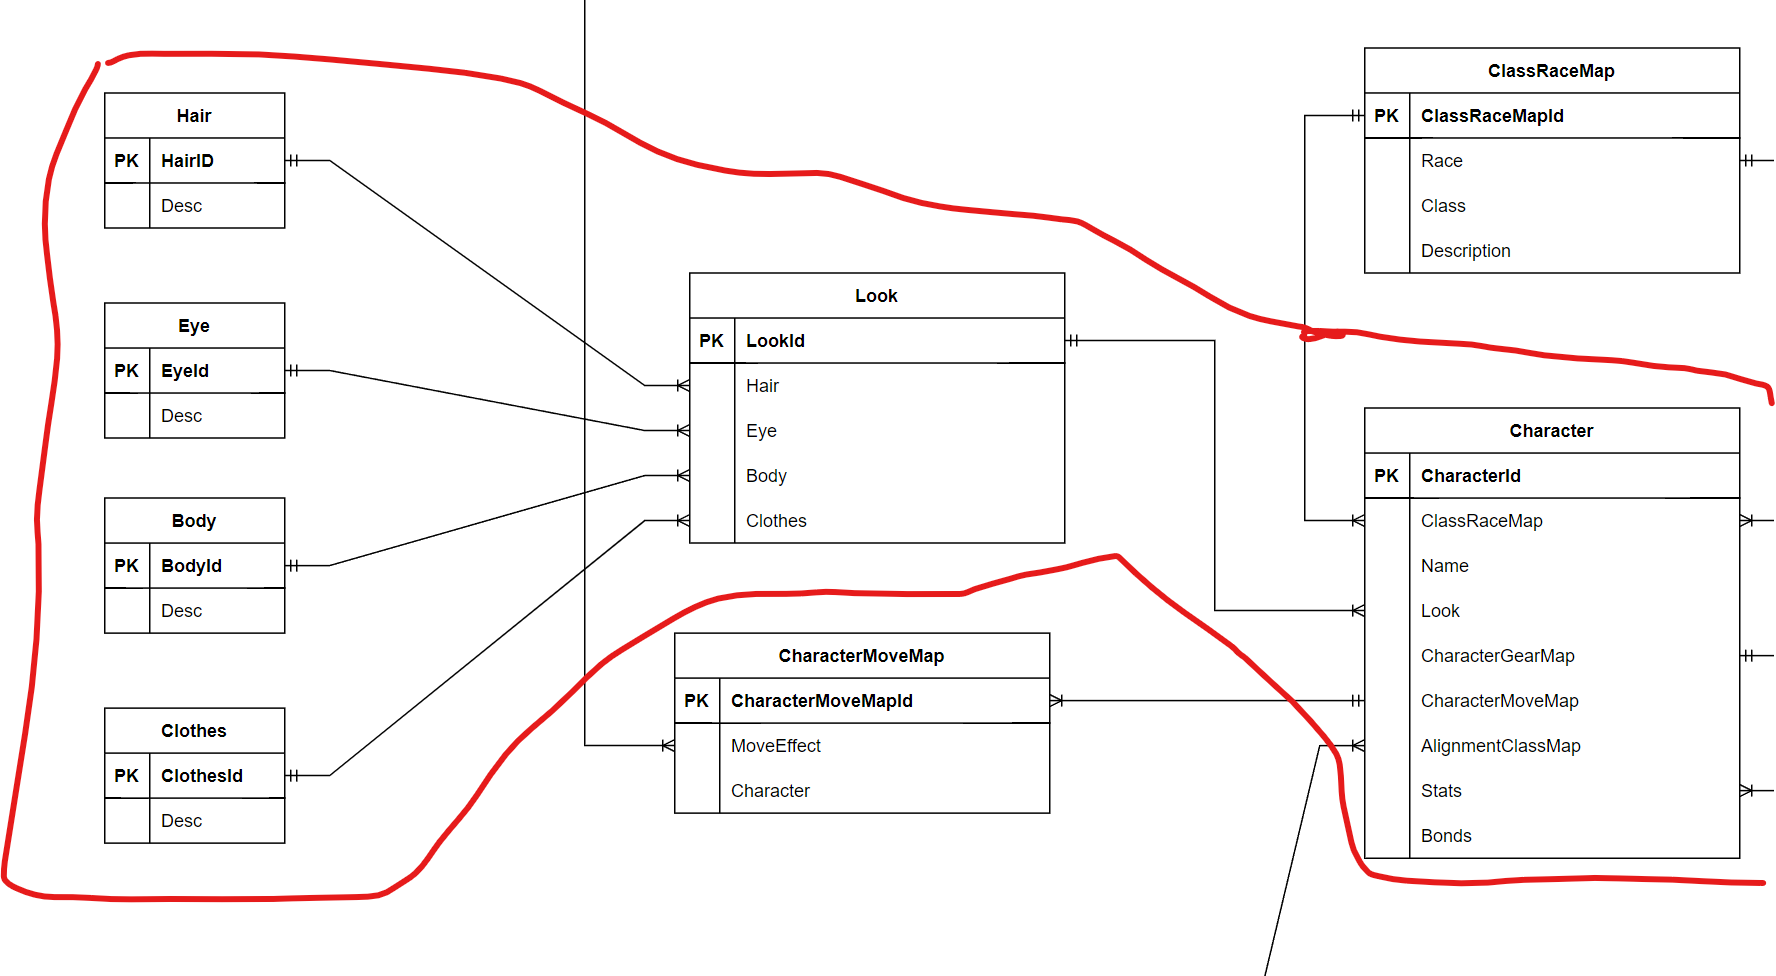 Hair
PK HairID
Desc
Eye
PK EyeId
Desc
Body
PK BodyId
Desc
Clothes
PK ClothesId
Desc
Look
PK LookId
Hair
Eye
Body
Clothes
CharacterMoveMap
PK CharacterMoveMapId
MoveEffect
Character
ClassRaceMap
PK ClassRaceMapId
Race
Class
Description
Character
PK CharacterId
ClassRaceMap
Name
Look
CharacterGearMap
CharacterMoveMap
AlignmentClassMap
Stats
Bonds